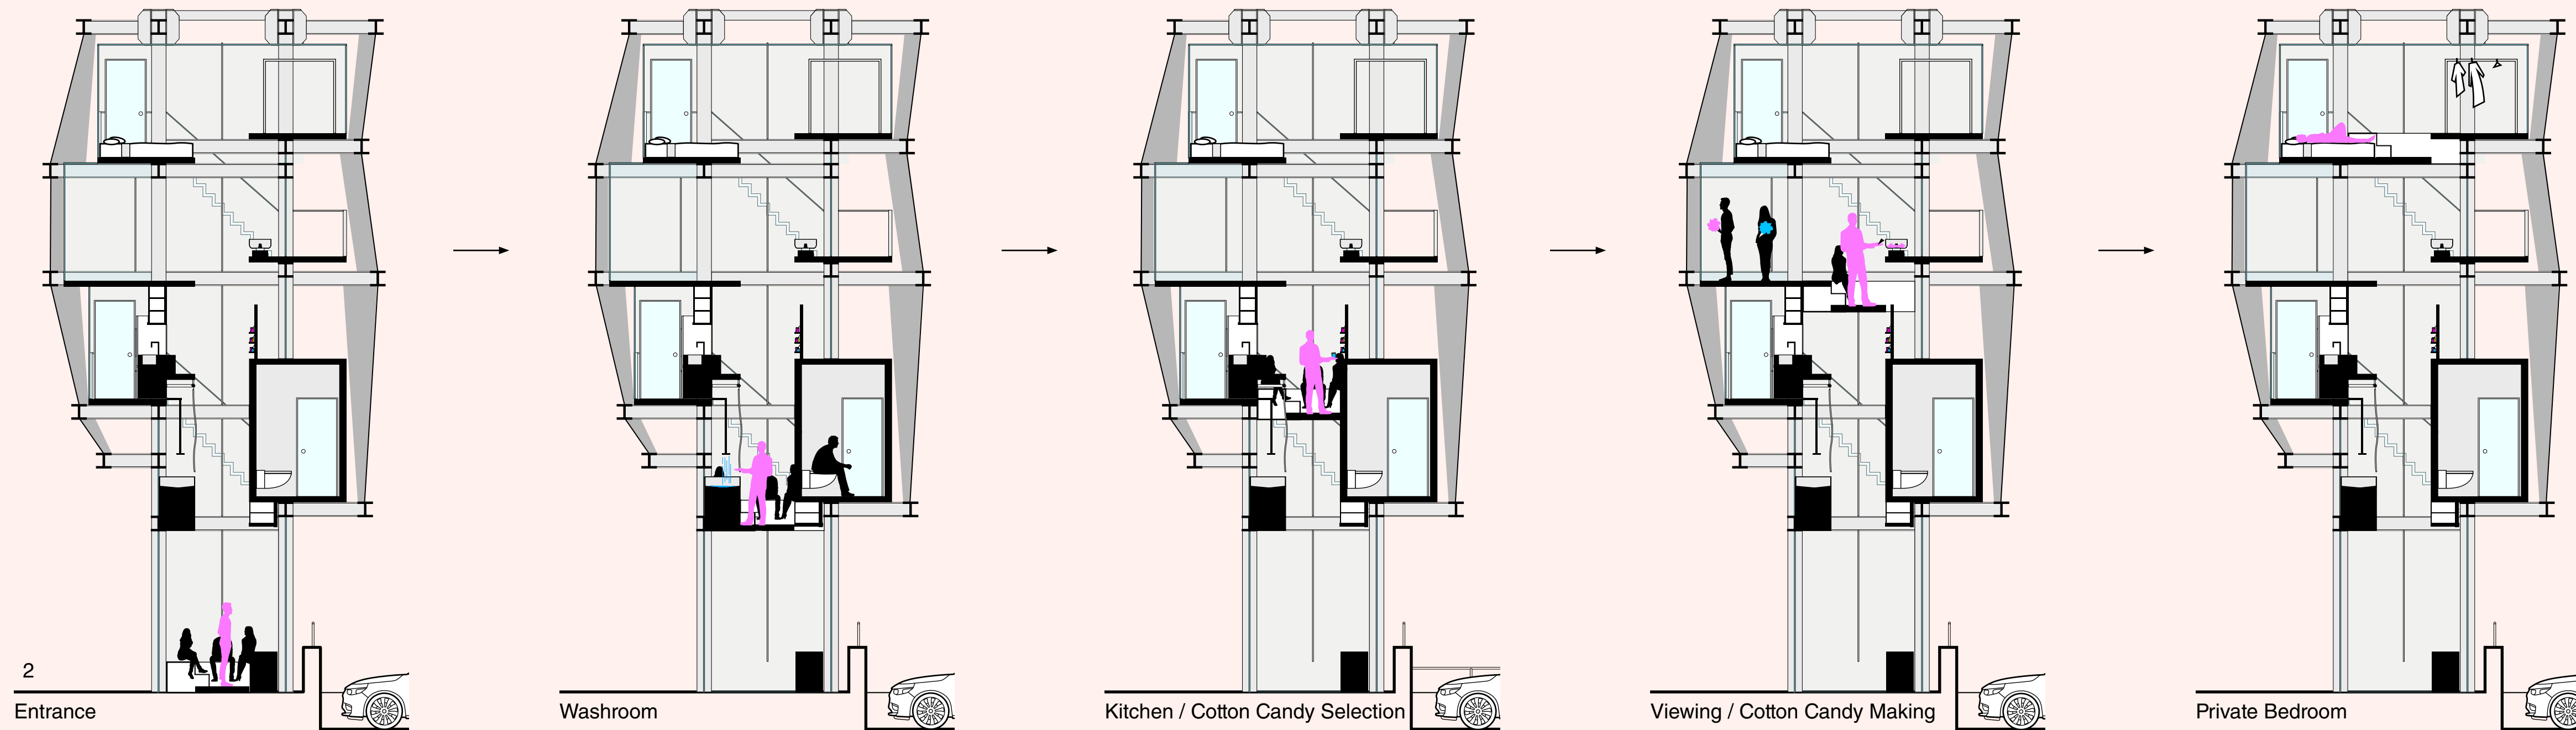 2
Entrance
Washroom
Kitchen / Cotton Candy Selection
Viewing / Cotton Candy Making
Private Bedroom